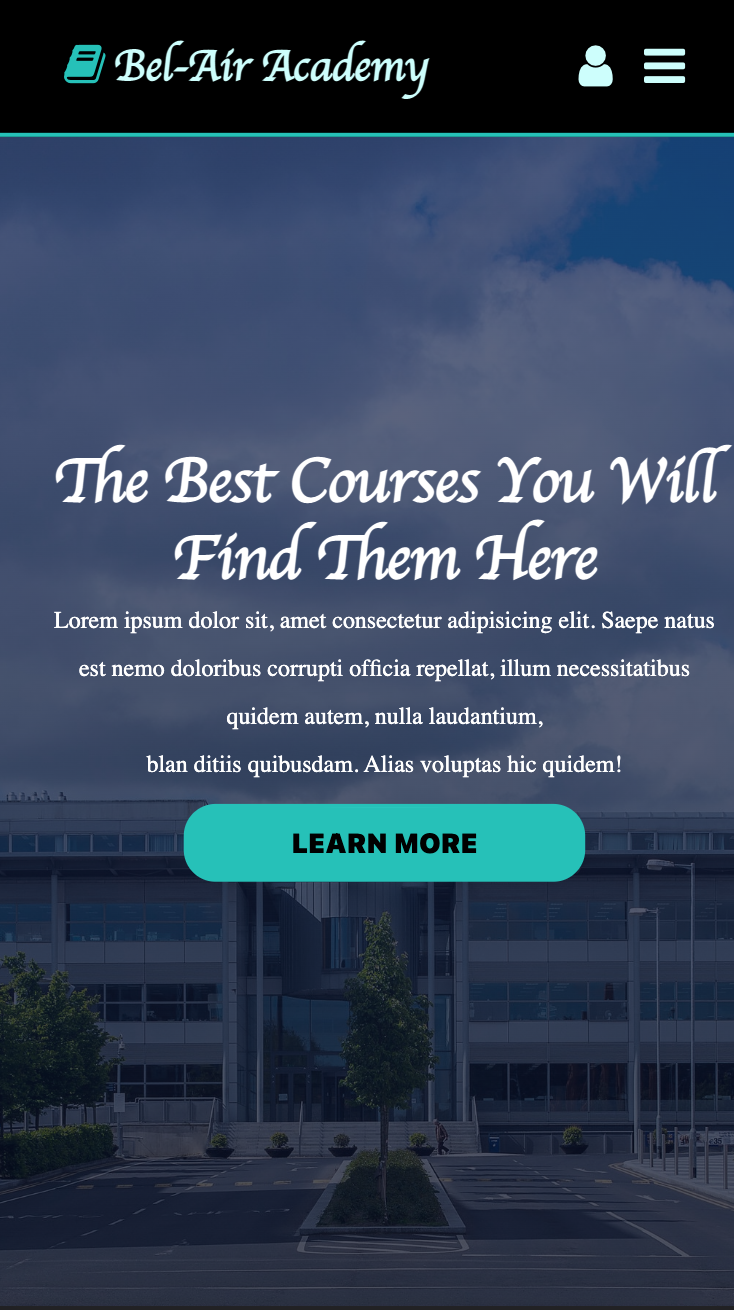 Bel-Air Academy
The Best Courses You Will
Find Them Here
Lorem ipsum dolor sit, amet consectetur adipisicing elit. Saepe natus
est nemo doloribus corrupti officia repellat, illum necessitatibus
quidem autem, nulla laudantium,
blan ditiis quibusdam. Alias voluptas hic quidem!
LEARN MORE